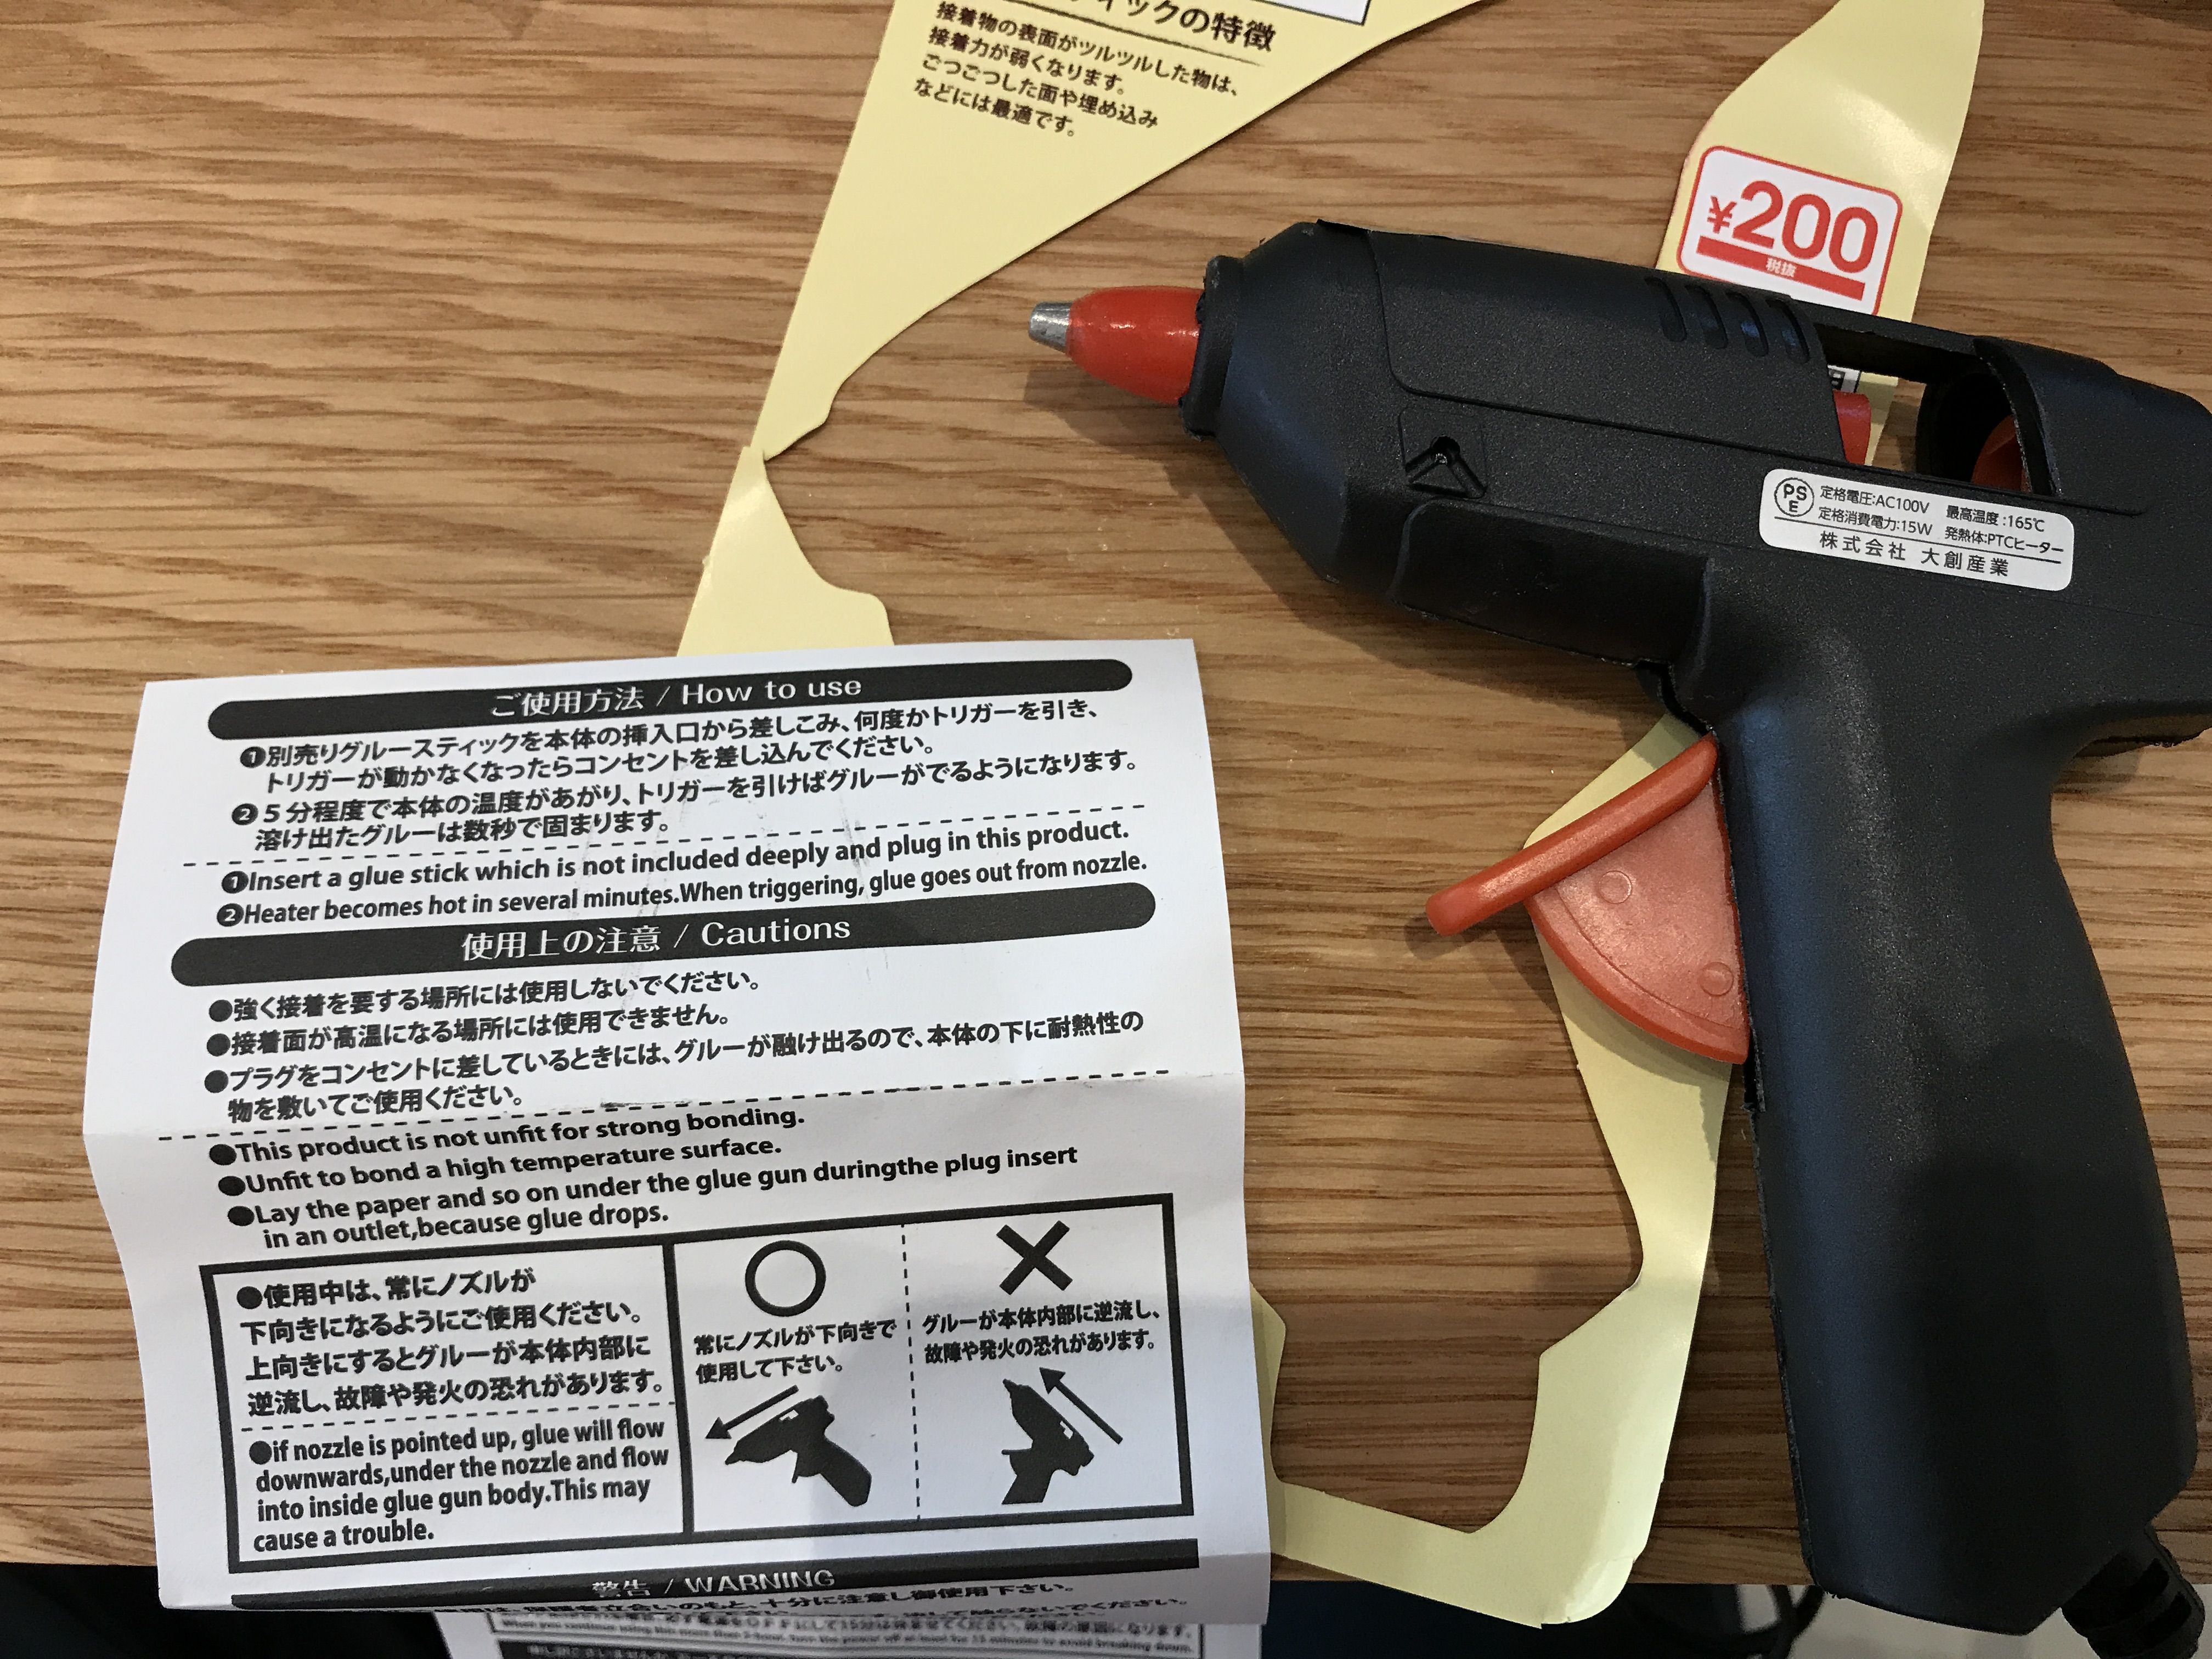 ィックの特徴
接着物の表面がツルツルした物は、
接着力が弱くなります。
ごつごつした面や埋め込み
などには最適です。
¥200
税抜
PS
E
定格電圧:AC100V 最高温度:165℃
定格消費電力:15W 発熱体:PTCヒーター
株式会社 大創産業
ご使用方法 / How to use
❶別売りグルースティックを本体の挿入口から差しこみ、何度かトリガーを引き、
トリガーが動かなくなったらコンセントを差し込んでください。
❷5分程度で本体の温度があがり、トリガーを引けばグルーがでるようになります。
溶け出たグルーは数秒で固まります。
❶Insert a glue stick which is not included deeply and plug in this product.
❷Heater becomes hot in several minutes.When triggering, glue goes out from nozzle.
使用上の注意 / Cautions
●強く接着を要する場所には使用しないでください。
●接着面が高温になる場所には使用できません。
●プラグをコンセントに差しているときには、グルーが融け出るので、本体の下に耐熱性の
物を敷いてご使用ください。
●This product is not unfit for strong bonding.
●Unfit to bond a high temperature surface.
●Lay the paper and so on under the glue gun duringthe plug insert
in an outlet,because glue drops.
●使用中は、常にノズルが
下向きになるようにご使用ください。
上向きにするとグルーが本体内部に
逆流し、故障や発火の恐れがあります。
●if nozzle is pointed up, glue will flow
downwards,under the nozzle and flow
into inside glue gun body.This may
cause a trouble.
常にノズルが下向きで
使用して下さい。
グルーが本体内部に逆流し、
故障や発火の恐れがあります。
警告 / WARNING
保護者立合いのもと、十分に注意し御使用下さい。